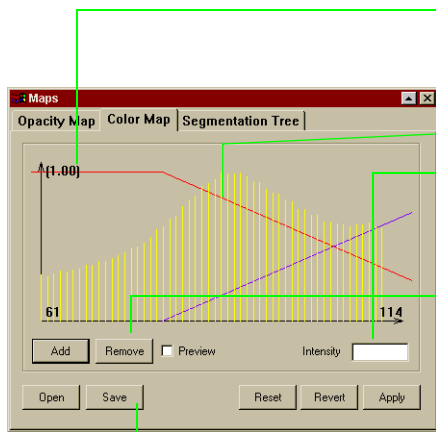 Maps
Opacity Map Color Map Segmentation Tree
(1.00)
61 114
Add Remove Preview Intensity
Open Save Reset Revert Apply